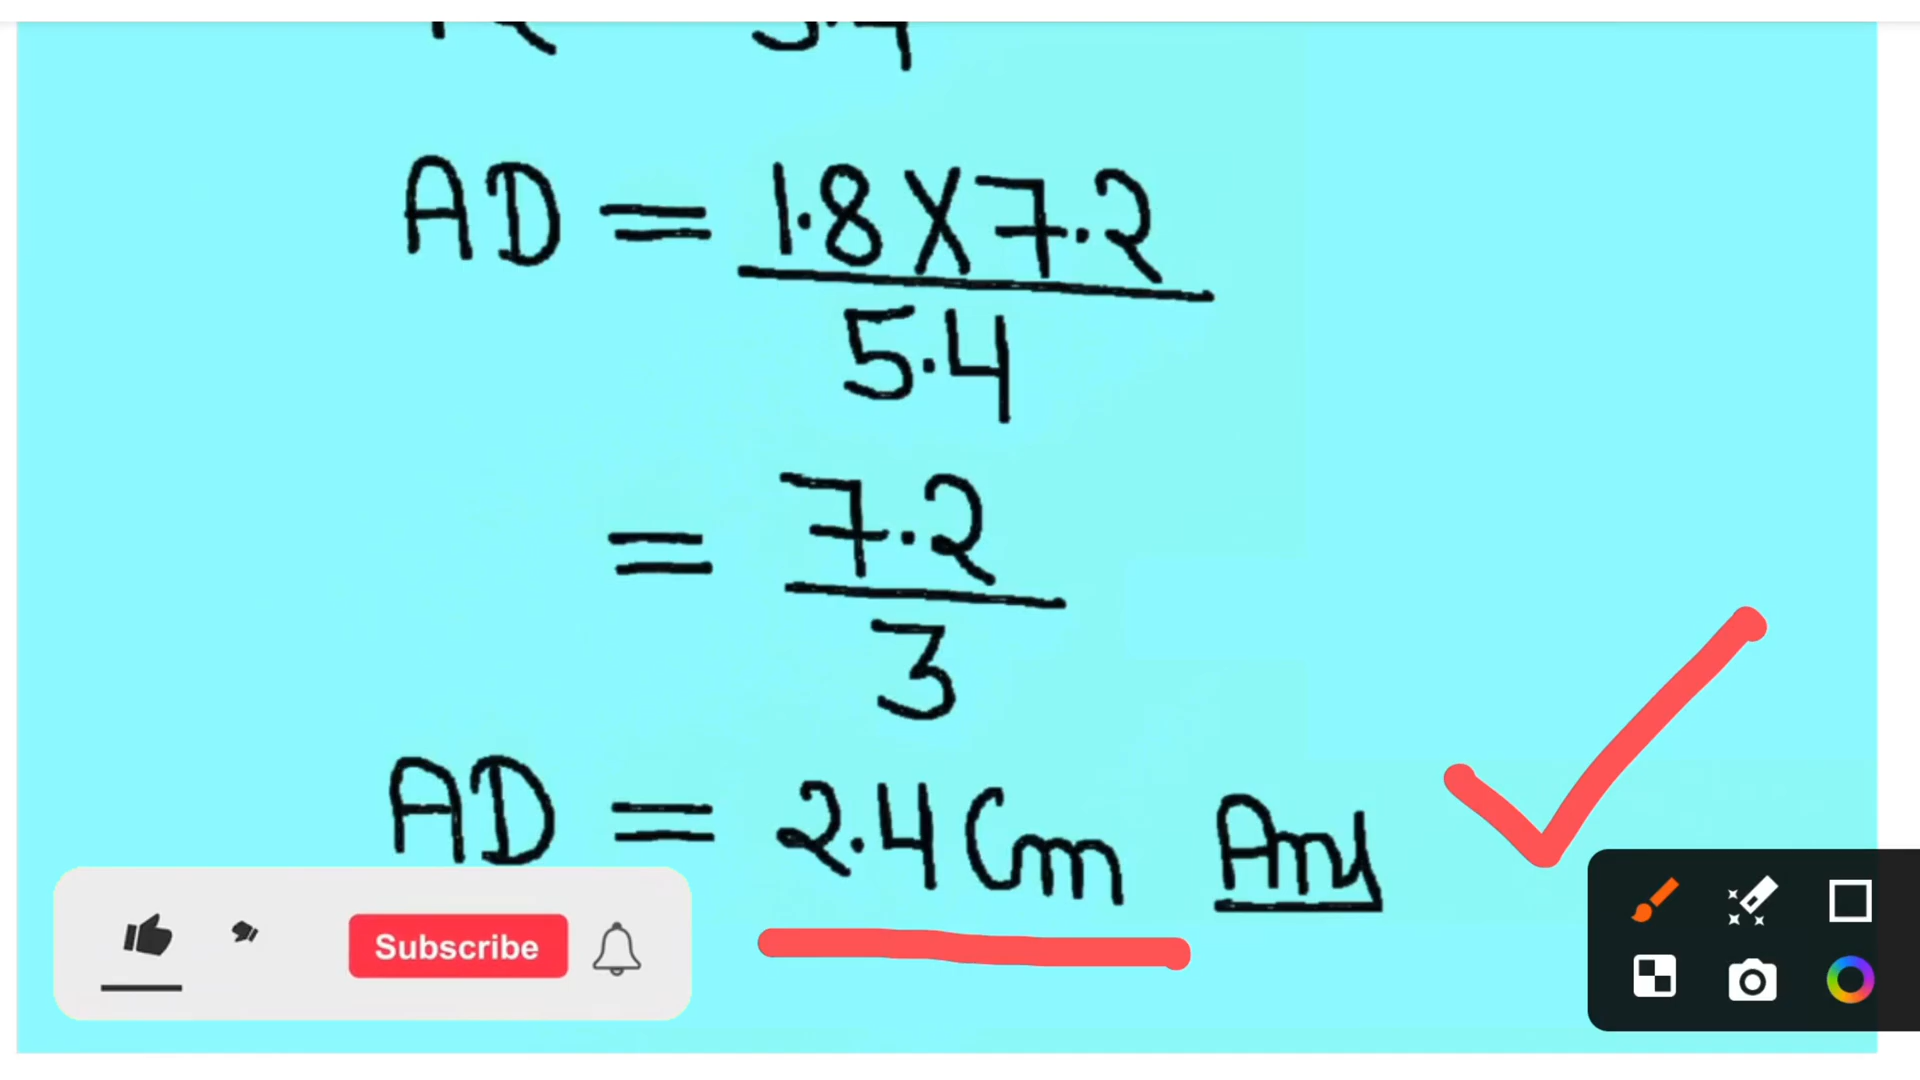 AD = 1.8 X 7.2
5.4
= 7.2
3
AD = 2.4 Cm Ans
Subscribe